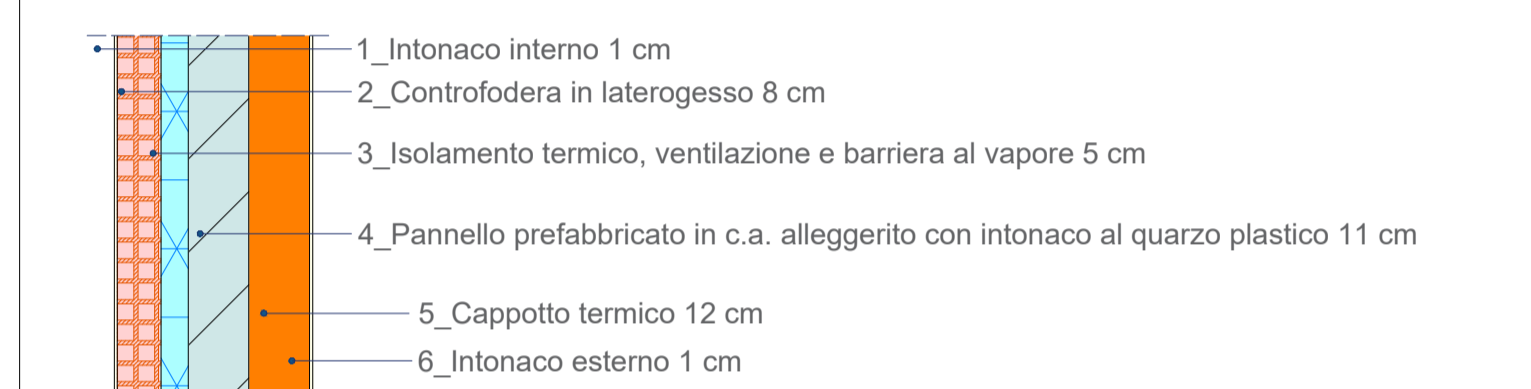 1_Intonaco interno 1 cm
2_Controfodera in laterogesso 8 cm
3_Isolamento termico, ventilazione e barriera al vapore 5 cm
4_Pannello prefabbricato in c.a. alleggerito con intonaco al quarzo plastico 11 cm
5_Cappotto termico 12 cm
6_Intonaco esterno 1 cm